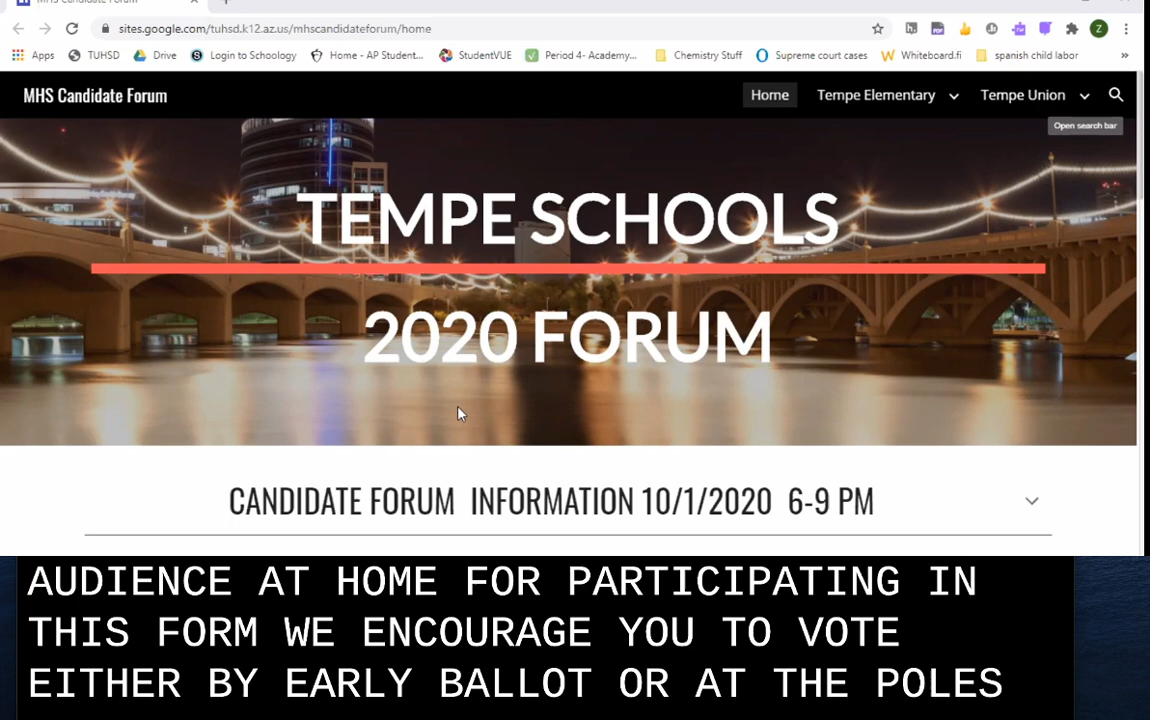 MHS Candidate Forum
sites.google.com/tuhsd.k12.az.us/mhscandidateforum/home
Z
Apps TUHSD Drive Login to Schoology Home - AP Student... StudentVUE Period 4- Academy... Chemistry Stuff Supreme court cases Whiteboard.fi spanish child labor »
MHS Candidate Forum Home Tempe Elementary Tempe Union
Open search bar
TEMPE SCHOOLS
2020 FORUM
CANDIDATE FORUM INFORMATION 10/1/2020 6-9 PM
AUDIENCE AT HOME FOR PARTICIPATING IN
THIS FORM WE ENCOURAGE YOU TO VOTE
EITHER BY EARLY BALLOT OR AT THE POLES